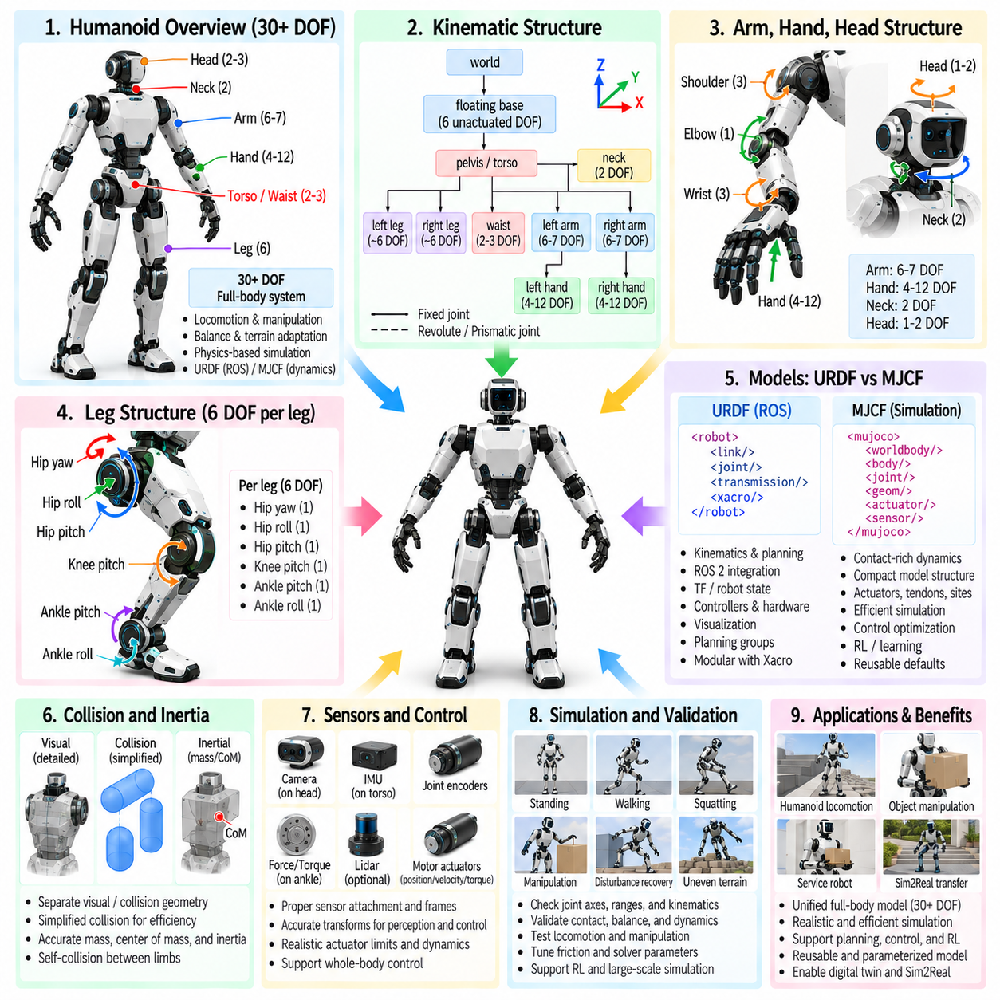 1. Humanoid Overview (30+ DOF)
Head (2-3)
Neck (2)
Arm (6-7)
Hand (4-12)
Torso / Waist (2-3)
Leg (6)
30+ DOF
Full-body system
• Locomotion & manipulation
• Balance & terrain adaptation
• Physics-based simulation
• URDF (ROS) / MJCF (dynamics)
2. Kinematic Structure
world
floating base
(6 unactuated DOF)
pelvis / torso
neck
(2 DOF)
left leg
(~6 DOF)
right leg
(~6 DOF)
waist
(2-3 DOF)
left arm
(6-7 DOF)
right arm
(6-7 DOF)
left hand
(4-12 DOF)
right hand
(4-12 DOF)
Z
Y
X
Fixed joint
Revolute / Prismatic joint
3. Arm, Hand, Head Structure
Shoulder (3)
Elbow (1)
Wrist (3)
Hand (4-12)
Head (1-2)
Neck (2)
Arm: 6-7 DOF
Hand: 4-12 DOF
Neck: 2 DOF
Head: 1-2 DOF
4. Leg Structure (6 DOF per leg)
Hip yaw
Hip roll
Hip pitch
Knee pitch
Ankle pitch
Ankle roll
Per leg (6 DOF)
• Hip yaw (1)
• Hip roll (1)
• Hip pitch (1)
• Knee pitch (1)
• Ankle pitch (1)
• Ankle roll (1)
5. Models: URDF vs MJCF
URDF (ROS)
<robot>
<link/>
<joint/>
<transmission/>
<xacro/>
</robot>
• Kinematics & planning
• ROS 2 integration
• TF / robot state
• Controllers & hardware
• Visualization
• Planning groups
• Modular with Xacro
MJCF (Simulation)
<mujoco>
<worldbody/>
<body/>
<joint/>
<geom/>
<actuator/>
<sensor/>
</mujoco>
• Contact-rich dynamics
• Compact model structure
• Actuators, tendons, sites
• Efficient simulation
• Control optimization
• RL / learning
• Reusable defaults
6. Collision and Inertia
Visual
(detailed)
Collision
(simplified)
Inertial
(mass/CoM)
CoM
• Separate visual / collision geometry
• Simplified collision for efficiency
• Accurate mass, center of mass, and inertia
• Self-collision between limbs
7. Sensors and Control
Camera
(on head)
IMU
(on torso)
Joint encoders
Force/Torque
(on ankle)
Lidar
(optional)
Motor actuators
(position/velocity/torque)
• Proper sensor attachment and frames
• Accurate transforms for perception and control
• Realistic actuator limits and dynamics
• Support whole-body control
8. Simulation and Validation
Standing
Walking
Squatting
Manipulation
Disturbance recovery
Uneven terrain
• Check joint axes, ranges, and kinematics
• Validate contact, balance, and dynamics
• Test locomotion and manipulation
• Tune friction and solver parameters
• Support RL and large-scale simulation
9. Applications & Benefits
Humanoid locomotion
Object manipulation
Service robot
Sim2Real transfer
• Unified full-body model (30+ DOF)
• Realistic and efficient simulation
• Support planning, control, and RL
• Reusable and parameterized model
• Enable digital twin and Sim2Real